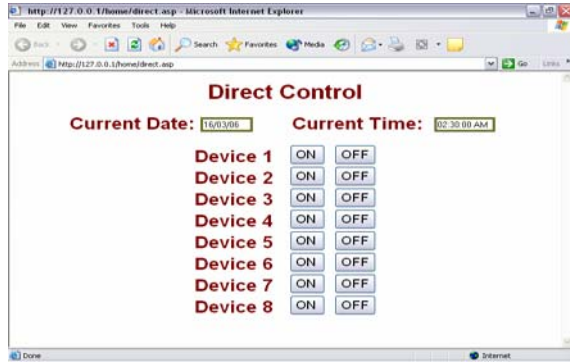 http://127.0.0.1/home/direct.asp - Microsoft Internet Explorer
File Edit View Favorites Tools Help
Back Search Favorites Media
Address http://127.0.0.1/home/direct.asp Go Links
Direct Control
Current Date: 16/03/06 Current Time: 02:30:00 AM
Device 1 ON OFF
Device 2 ON OFF
Device 3 ON OFF
Device 4 ON OFF
Device 5 ON OFF
Device 6 ON OFF
Device 7 ON OFF
Device 8 ON OFF
Done Internet